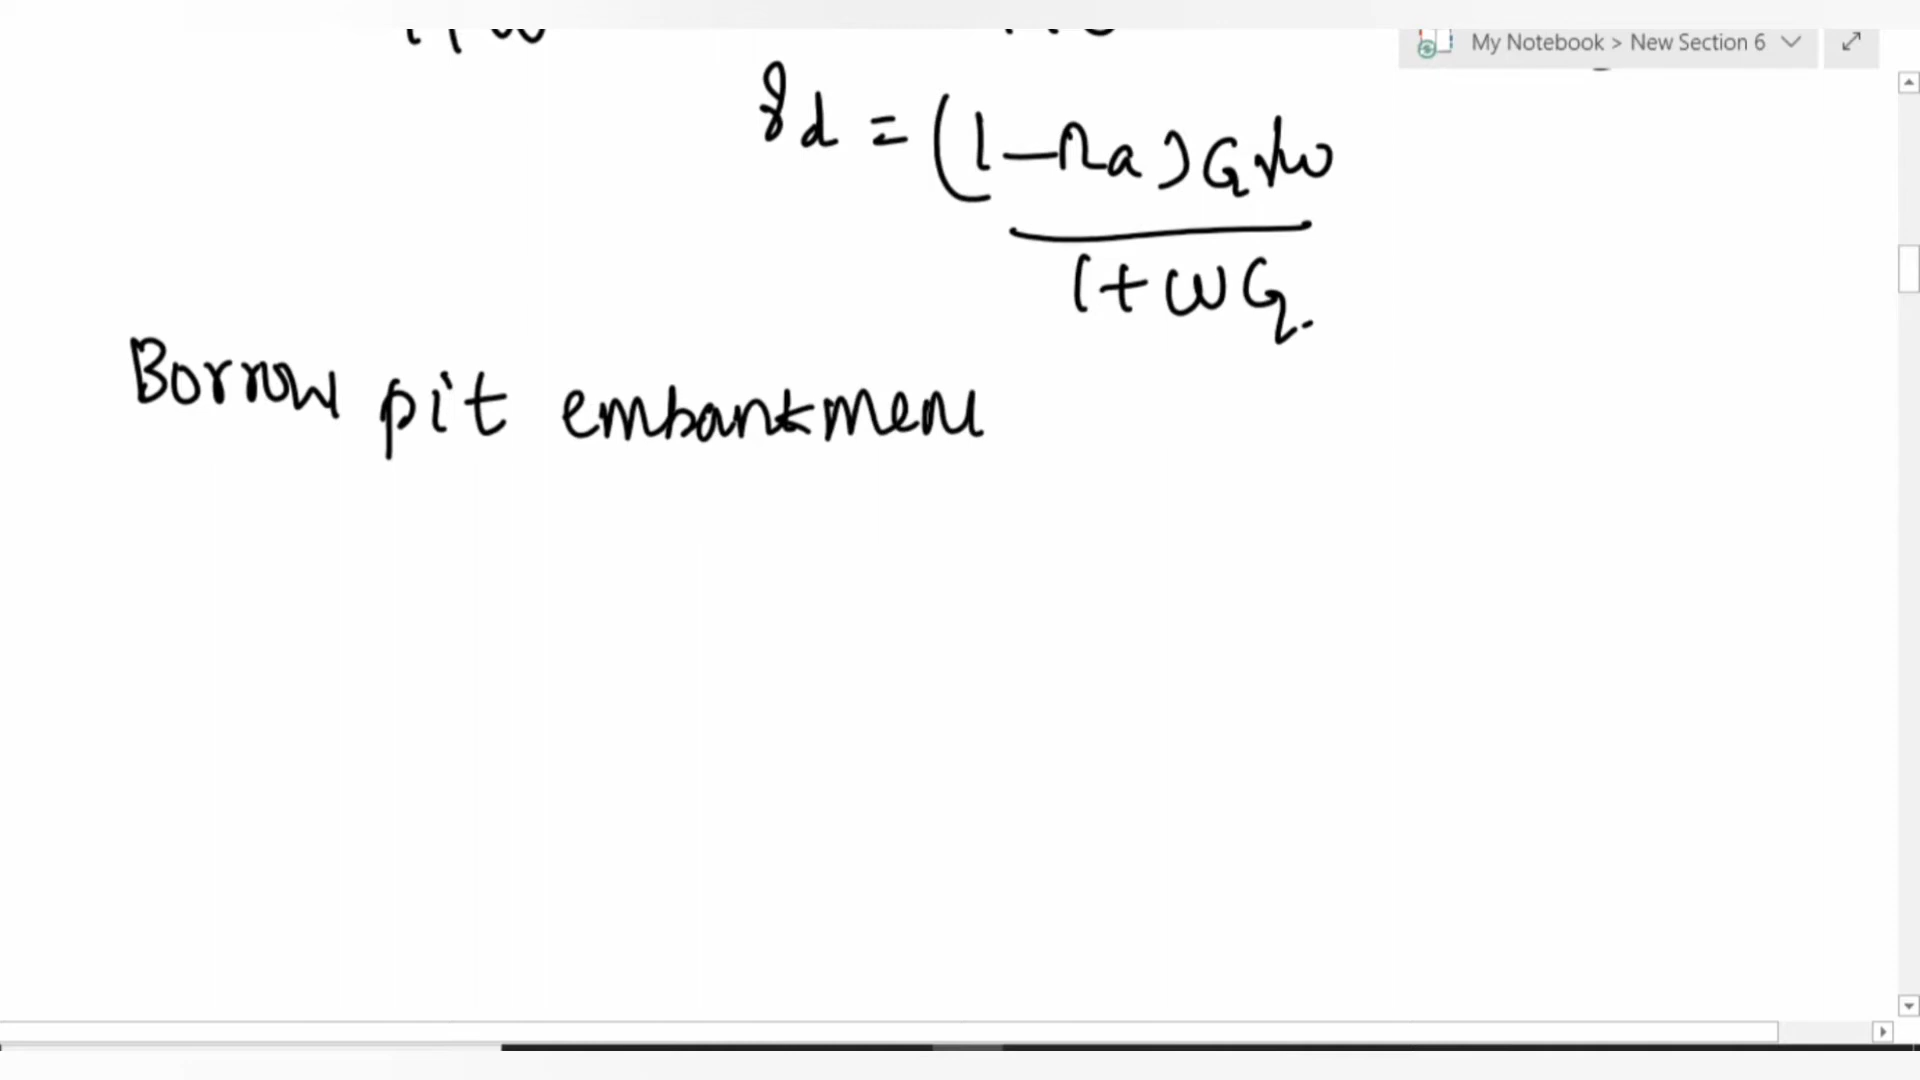 My Notebook > New Section 6
γd = (1-na)Gγw
1+wG
Borrow pit embankment